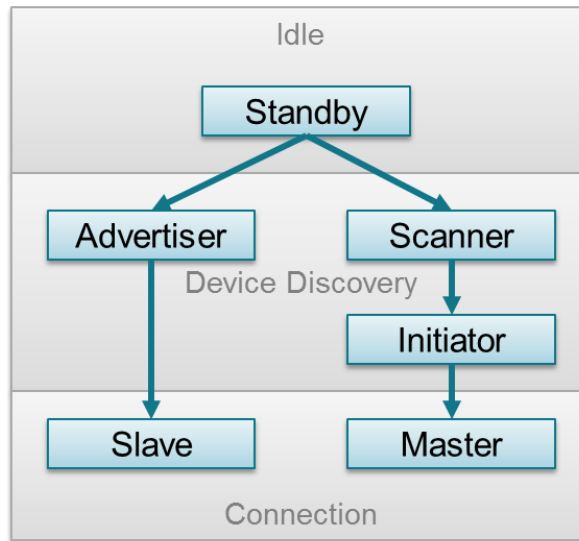 Idle
Standby
Advertiser
Scanner
Device Discovery
Initiator
Slave
Master
Connection